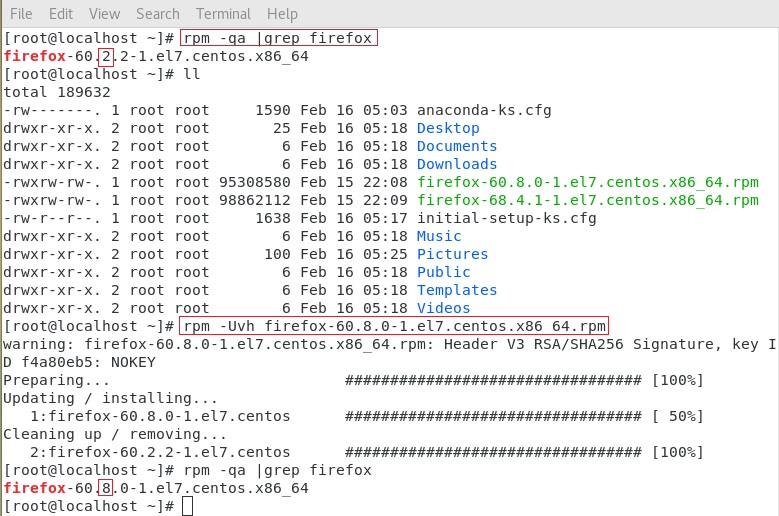 File Edit View Search Terminal Help
[root@localhost ~]# rpm -qa |grep firefox
firefox-60.2.2-1.el7.centos.x86_64
[root@localhost ~]# ll
total 189632
-rw-------. 1 root root     1590 Feb 16 05:03 anaconda-ks.cfg
drwxr-xr-x. 2 root root       25 Feb 16 05:18 Desktop
drwxr-xr-x. 2 root root        6 Feb 16 05:18 Documents
drwxr-xr-x. 2 root root        6 Feb 16 05:18 Downloads
-rwxrw-rw-. 1 root root 95308580 Feb 15 22:08 firefox-60.8.0-1.el7.centos.x86_64.rpm
-rwxrw-rw-. 1 root root 98862112 Feb 15 22:09 firefox-68.4.1-1.el7.centos.x86_64.rpm
-rw-r--r--. 1 root root     1638 Feb 16 05:17 initial-setup-ks.cfg
drwxr-xr-x. 2 root root        6 Feb 16 05:18 Music
drwxr-xr-x. 2 root root      100 Feb 16 05:25 Pictures
drwxr-xr-x. 2 root root        6 Feb 16 05:18 Public
drwxr-xr-x. 2 root root        6 Feb 16 05:18 Templates
drwxr-xr-x. 2 root root        6 Feb 16 05:18 Videos
[root@localhost ~]# rpm -Uvh firefox-60.8.0-1.el7.centos.x86_64.rpm
warning: firefox-60.8.0-1.el7.centos.x86_64.rpm: Header V3 RSA/SHA256 Signature, key I
D f4a80eb5: NOKEY
Preparing...                          ################################# [100%]
Updating / installing...
   1:firefox-60.8.0-1.el7.centos      ################################# [ 50%]
Cleaning up / removing...
   2:firefox-60.2.2-1.el7.centos      ################################# [100%]
[root@localhost ~]# rpm -qa |grep firefox
firefox-60.8.0-1.el7.centos.x86_64
[root@localhost ~]#